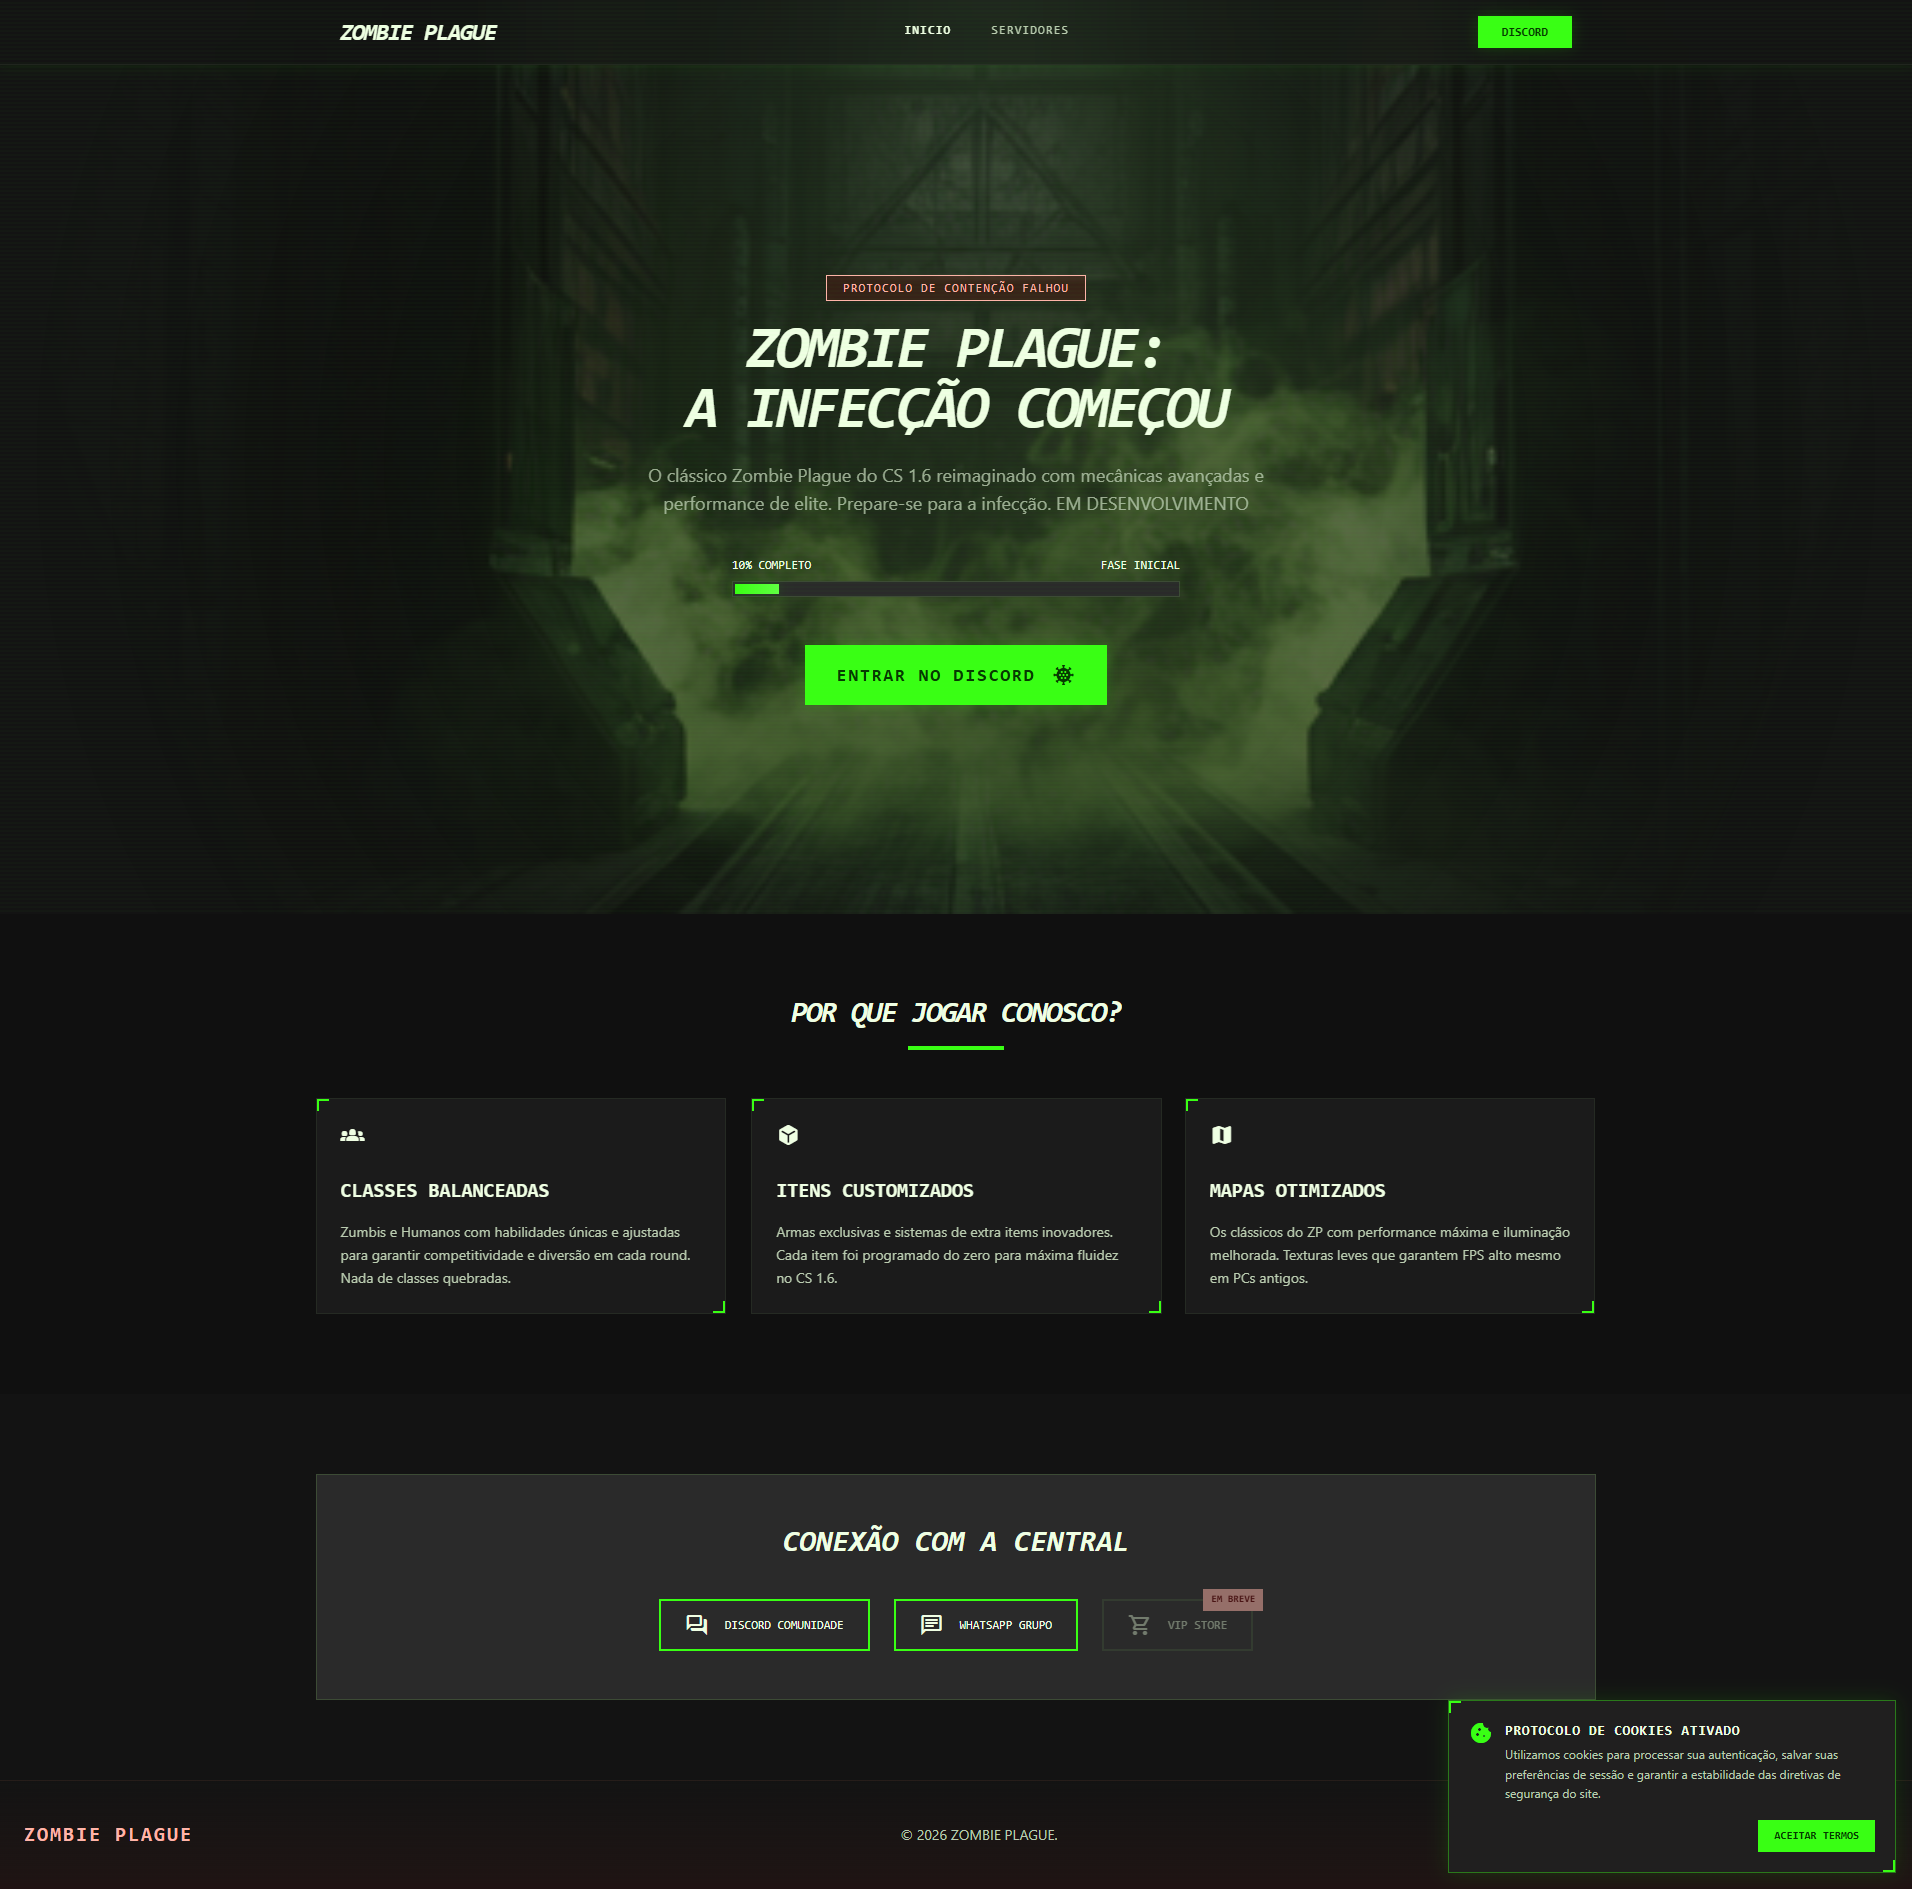 ZOMBIE PLAGUE
INICIO
SERVIDORES
DISCORD
PROTOCOLO DE CONTENÇÃO FALHOU
ZOMBIE PLAGUE:
A INFECÇÃO COMEÇOU
O clássico Zombie Plague do CS 1.6 reimaginado com mecânicas avançadas e
performance de elite. Prepare-se para a infecção. EM DESENVOLVIMENTO
10% COMPLETO
FASE INICIAL
ENTRAR NO DISCORD
POR QUE JOGAR CONOSCO?
CLASSES BALANCEADAS
Zumbis e Humanos com habilidades únicas e ajustadas
para garantir competitividade e diversão em cada round.
Nada de classes quebradas.
ITENS CUSTOMIZADOS
Armas exclusivas e sistemas de extra items inovadores.
Cada item foi programado do zero para máxima fluidez
no CS 1.6.
MAPAS OTIMIZADOS
Os clássicos do ZP com performance máxima e iluminação
melhorada. Texturas leves que garantem FPS alto mesmo
em PCs antigos.
CONEXÃO COM A CENTRAL
DISCORD COMUNIDADE
WHATSAPP GRUPO
EM BREVE
VIP STORE
PROTOCOLO DE COOKIES ATIVADO
Utilizamos cookies para processar sua autenticação, salvar suas
preferências de sessão e garantir a estabilidade das diretivas de
segurança do site.
ACEITAR TERMOS
ZOMBIE PLAGUE
© 2026 ZOMBIE PLAGUE.